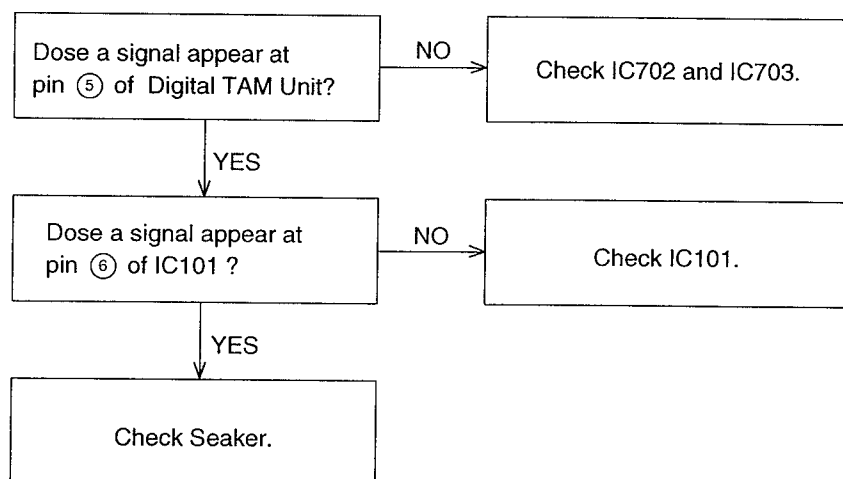 Dose a signal appear at
pin ⑤ of Digital TAM Unit?
NO
Check IC702 and IC703.
YES
Dose a signal appear at
pin ⑥ of IC101 ?
NO
Check IC101.
YES
Check Seaker.